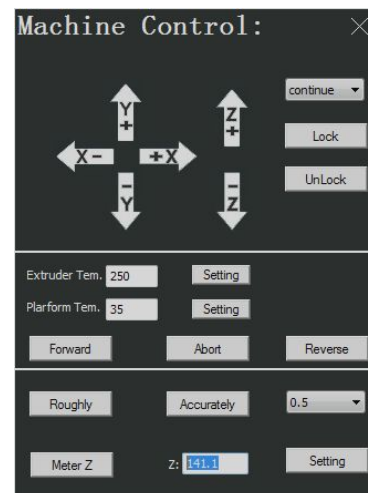 Machine Control:
continue
Y+
Z+
Lock
X-
+X
UnLock
-Y
-Z
Extruder Tem. 250 Setting
Plarform Tem. 35 Setting
Forward Abort Reverse
Roughly Accurately 0.5
Meter Z Z: 141.1 Setting